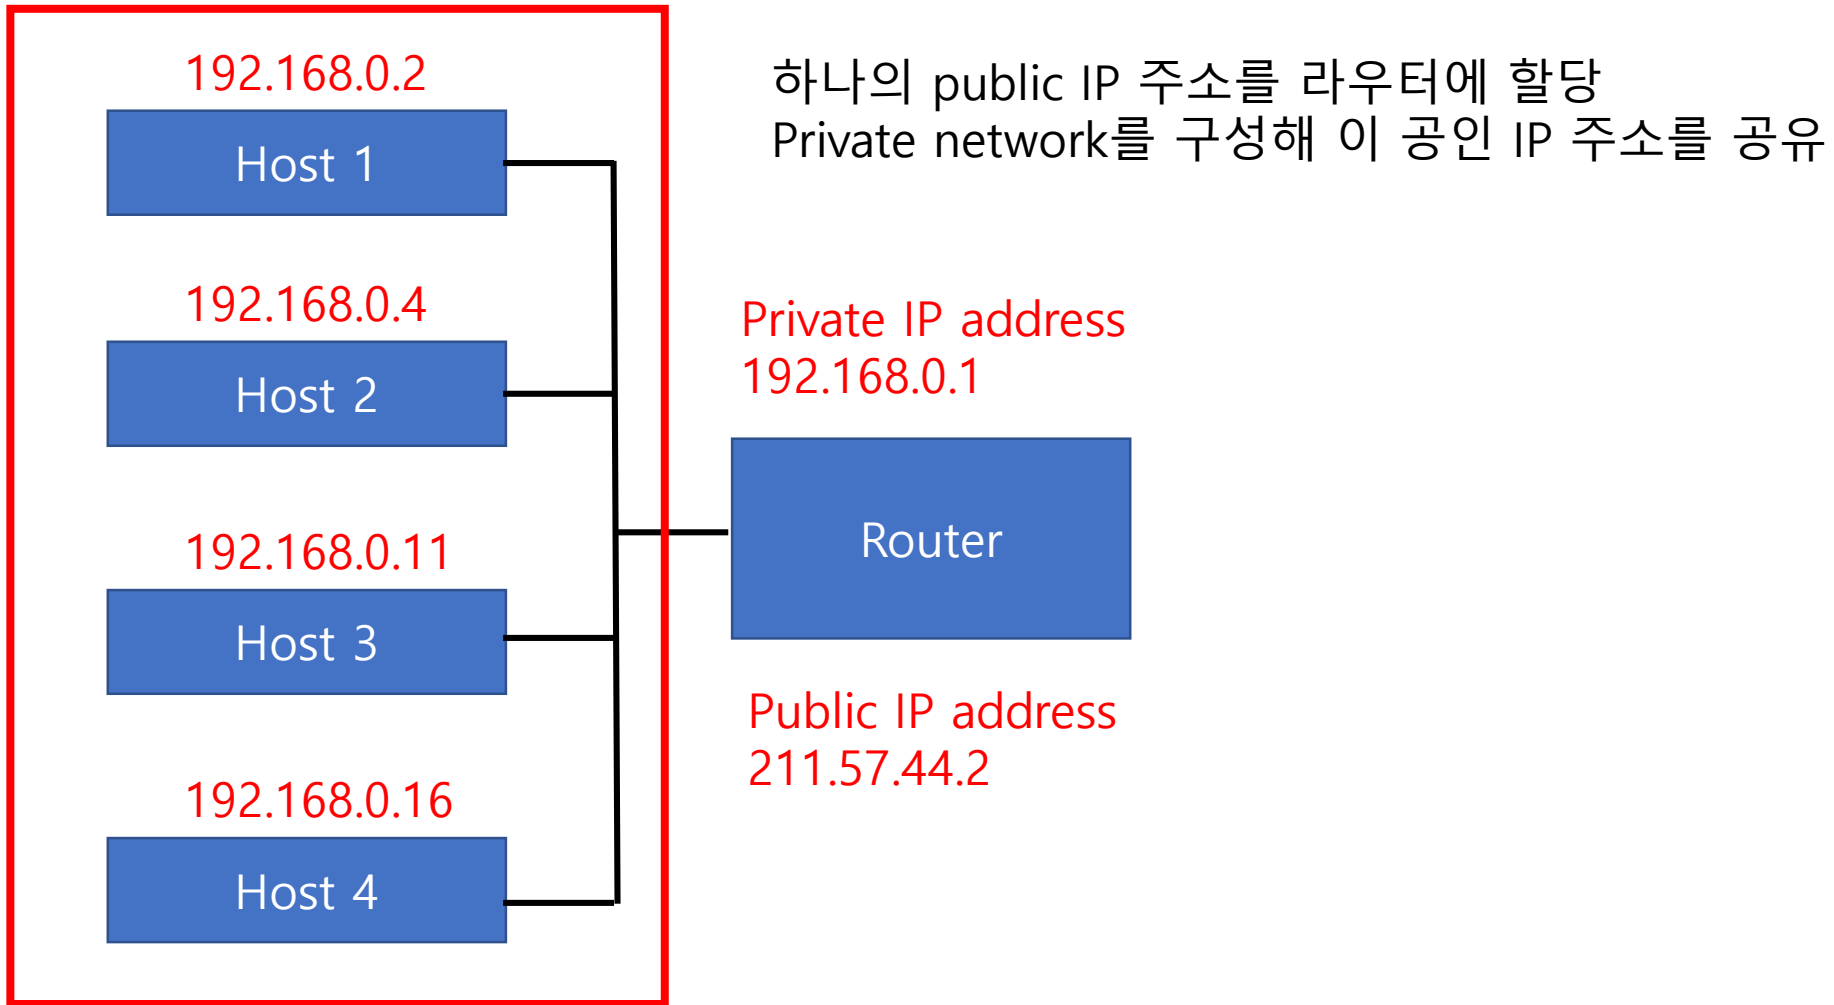 192.168.0.2
Host 1
192.168.0.4
Host 2
192.168.0.11
Host 3
192.168.0.16
Host 4
하나의 public IP 주소를 라우터에 할당
Private network를 구성해 이 공인 IP 주소를 공유
Private IP address
192.168.0.1
Router
Public IP address
211.57.44.2